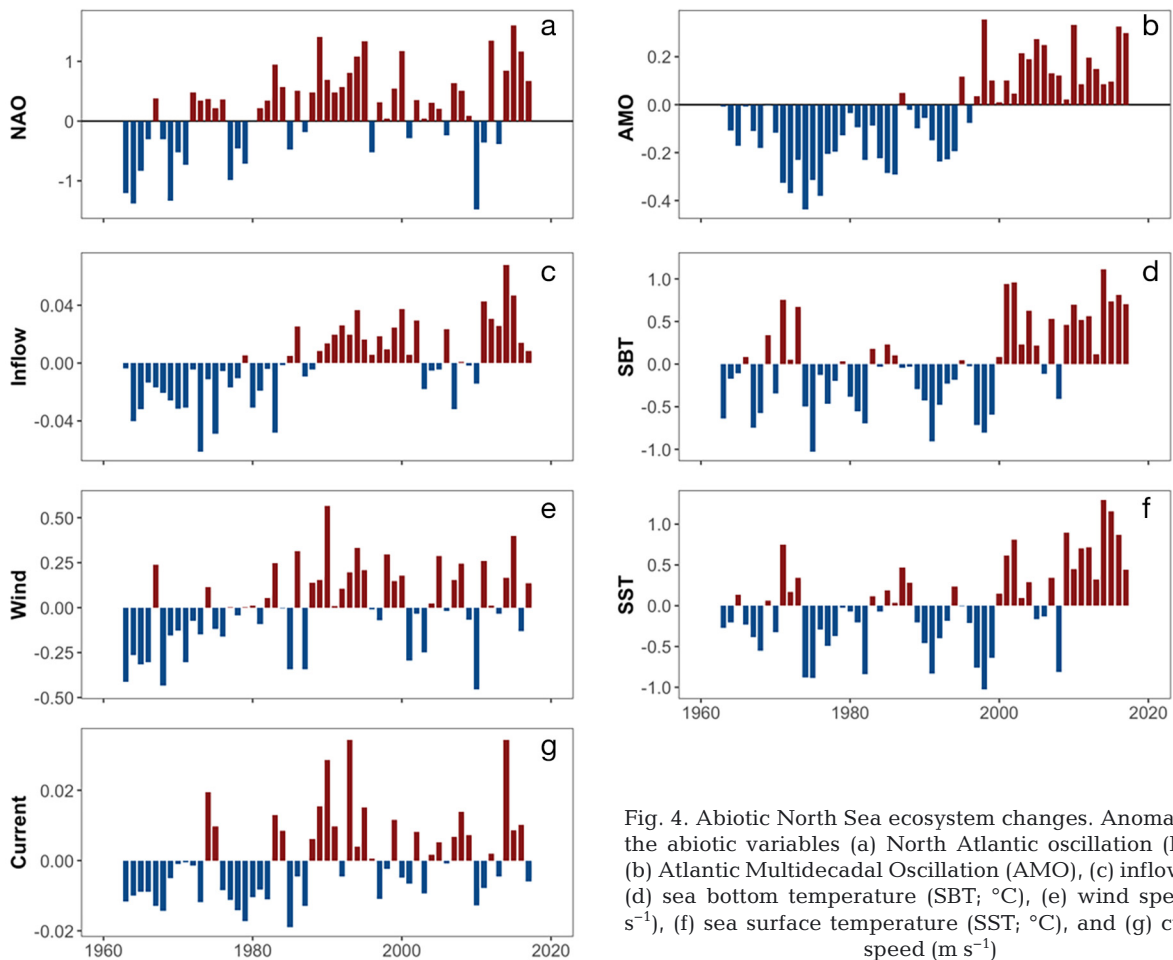 a
NAO
1
0
-1
b
AMO
0.2
0.0
-0.2
-0.4
1960
1980
2000
2020
c
Inflow
0.04
0.00
-0.04
d
SBT
1.0
0.5
0.0
-0.5
-1.0
e
Wind
0.50
0.25
0.00
-0.25
-0.50
f
SST
1.0
0.5
0.0
-0.5
-1.0
1960
1980
2000
2020
g
Current
0.02
0.00
-0.02
1960
1980
2000
2020
Fig. 4. Abiotic North Sea ecosystem changes.
the abiotic variables (a) North Atlantic oscillation
(b) Atlantic Multidecadal Oscillation (AMO), (c)
(d) sea bottom temperature (SBT; °C), (e) wind
s⁻¹), (f) sea surface temperature (SST; °C), and (g)
speed (m s⁻¹)